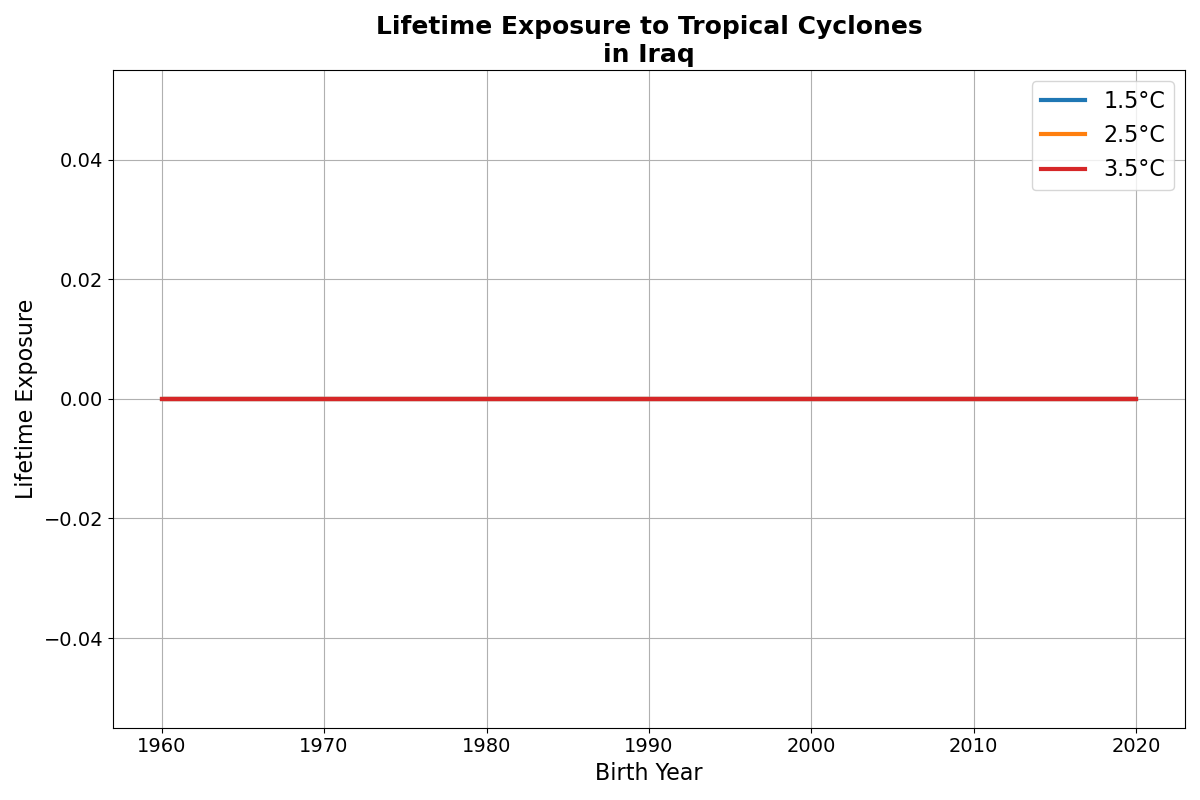 Lifetime Exposure to Tropical Cyclones
in Iraq
1.5°C
2.5°C
3.5°C
Lifetime Exposure
0.04
0.02
0.00
−0.02
−0.04
1960 1970 1980 1990 2000 2010 2020
Birth Year